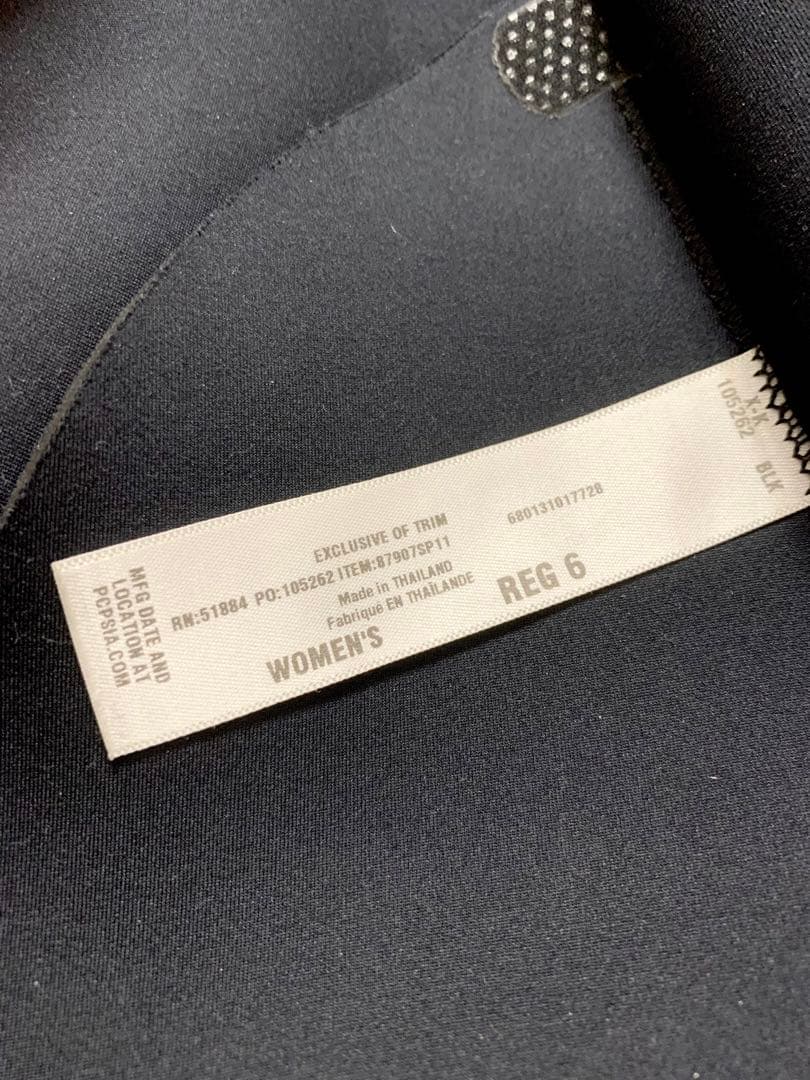 EXCLUSIVE OF TRIM
RN:51884 PO:105262 ITEM:87907SP11
Made in THAILAND
Fabriqué EN THAÏLANDE
WOMEN'S
680131017728
REG 6
MFG DATE AND
LOCATION AT
PCPSIA.COM
X-K
105262 BLK